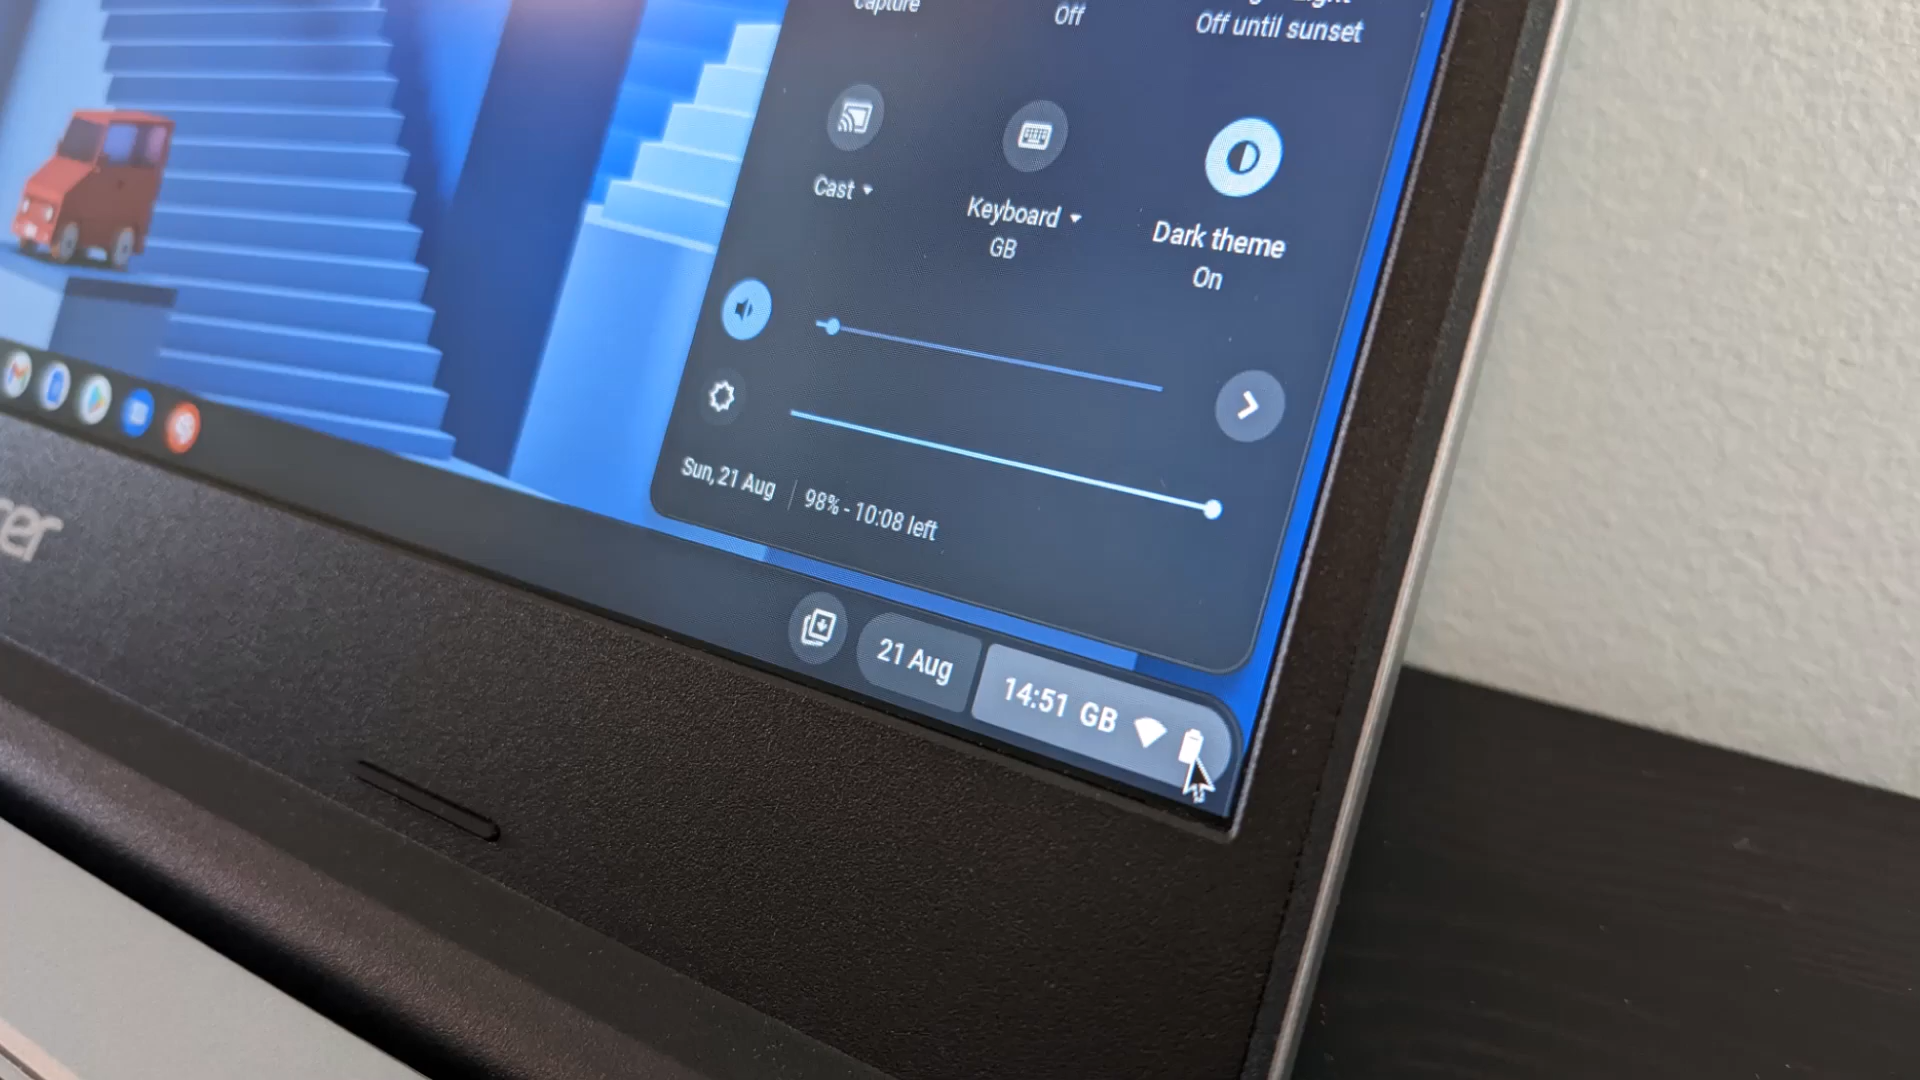 Capture
Off
Off until sunset
Cast
Keyboard
GB
Dark theme
On
Sun, 21 Aug
98% - 10:08 left
21 Aug
14:51 GB